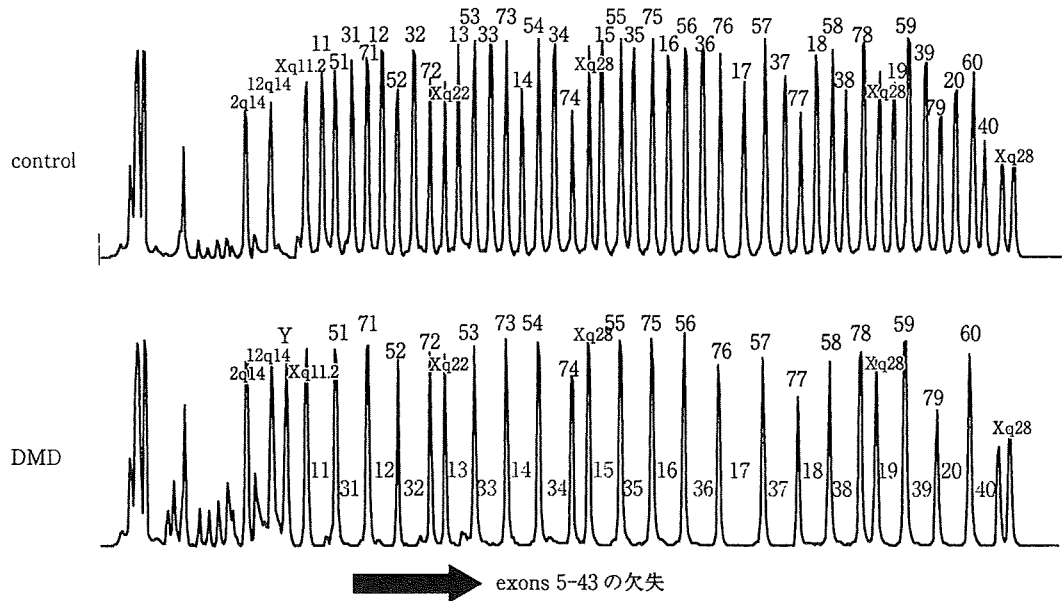 control
2q14 12q14 Xq11.2 11 51 31 71 12 52 32 72 Xq22 13 53 33 73 14 54 34 74 Xq28 15 55 35 75 16 56 36 76 17 57 37 77 18 58 38 78 Xq28 19 59 39 79 20 60 40 Xq28
DMD
2q14 12q14 Y Xq11.2 51 71 52 72 Xq22 53 73 54 74 Xq28 55 75 56 76 57 77 58 78 Xq28 59 79 60 Xq28
11 31 12 32 13 33 14 34 15 35 16 36 17 37 18 38 19 39 20 40
exons 5-43 の欠失